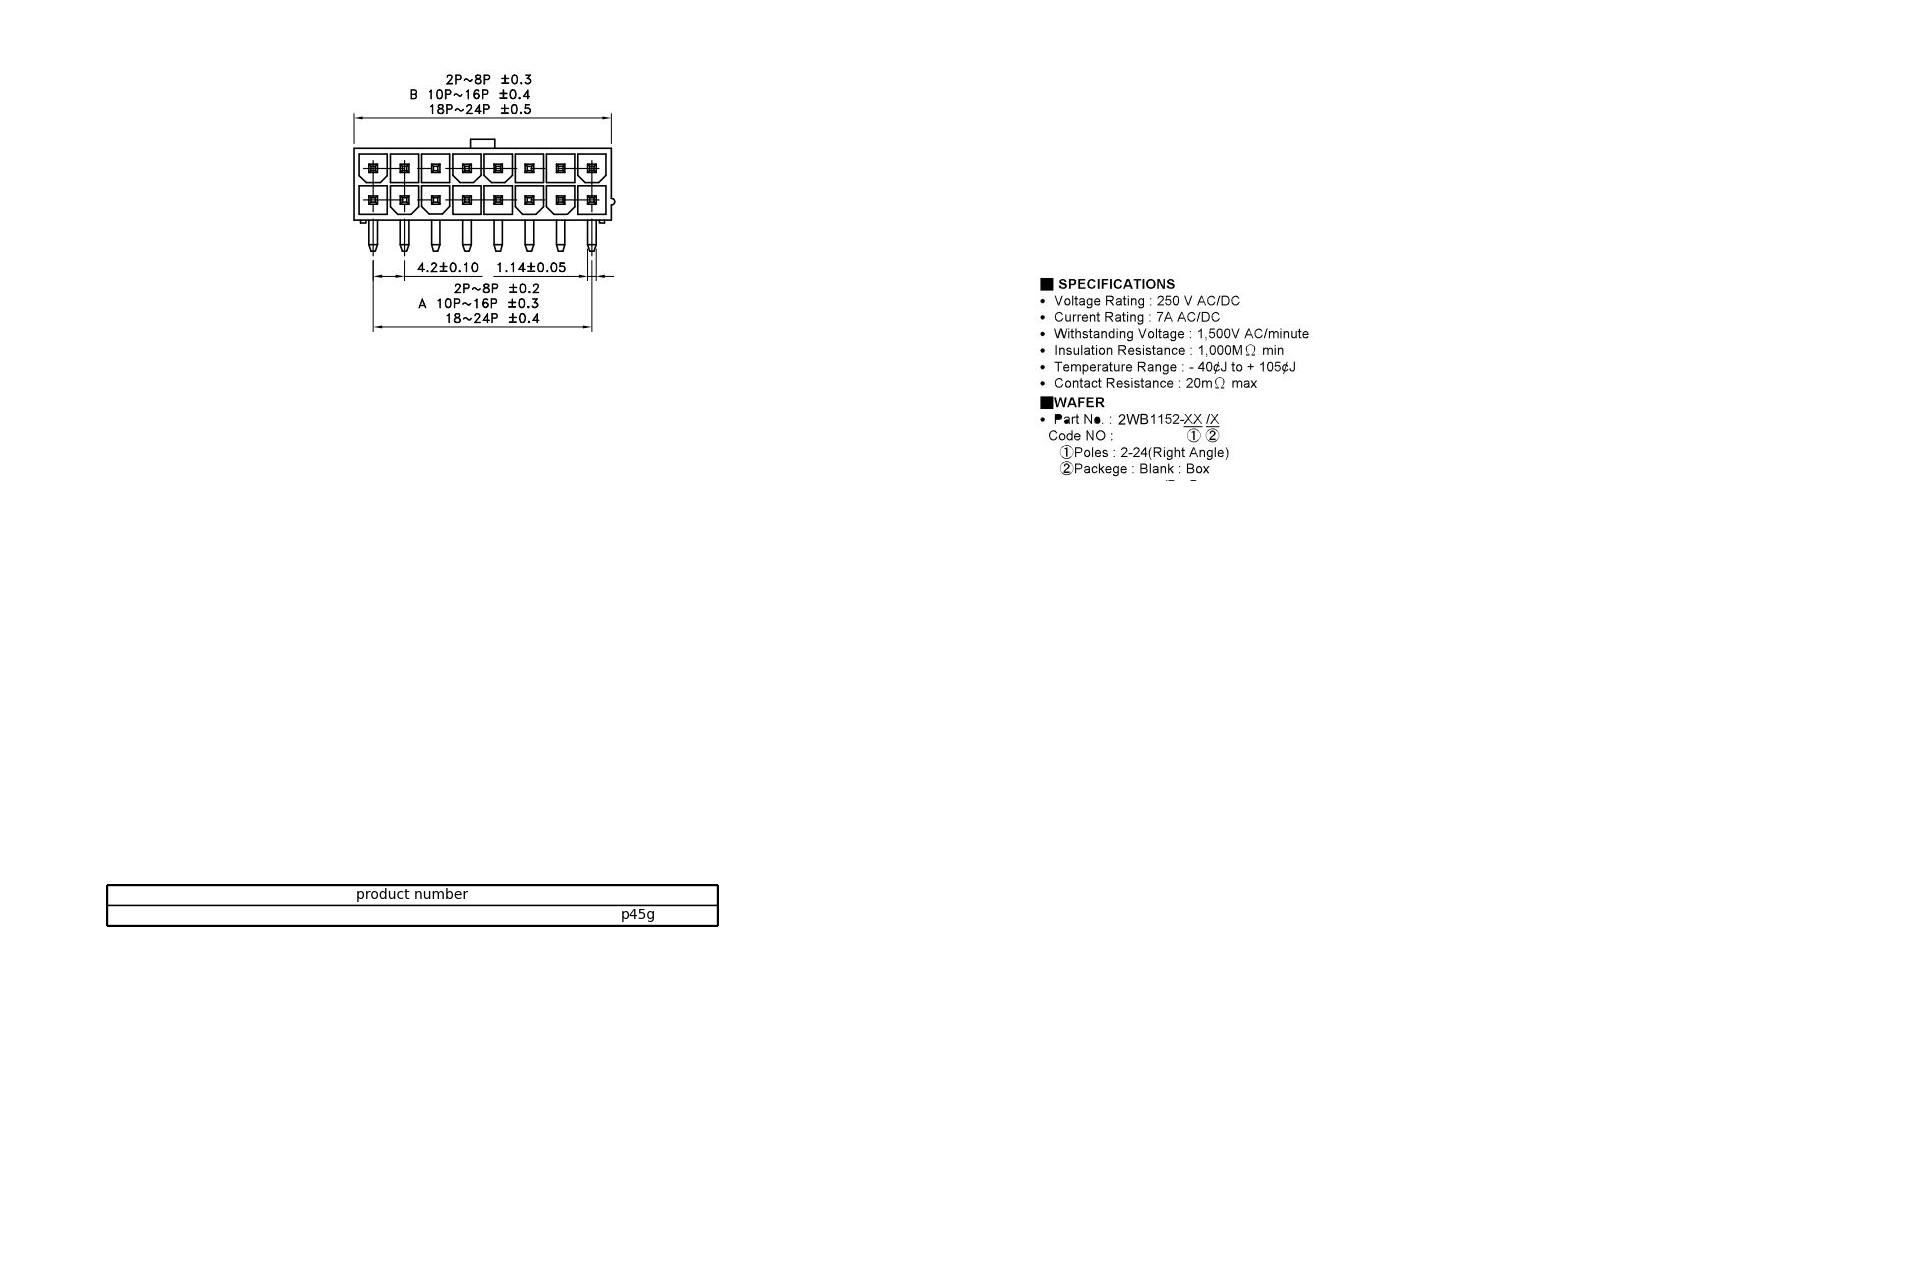 2P~8P ±0.3
B 10P~16P ±0.4
18P~24P ±0.5
4.2±0.10 1.14±0.05
2P~8P ±0.2
A 10P~16P ±0.3
18~24P ±0.4
■ SPECIFICATIONS
• Voltage Rating : 250 V AC/DC
• Current Rating : 7A AC/DC
• Withstanding Voltage : 1,500V AC/minute
• Insulation Resistance : 1,000MΩ min
• Temperature Range : - 40¢J to + 105¢J
• Contact Resistance : 20mΩ max
■WAFER
• Part No. : 2WB1152-XX /X
Code NO : ① ②
①Poles : 2-24(Right Angle)
②Packege : Blank : Box
product number
p45g